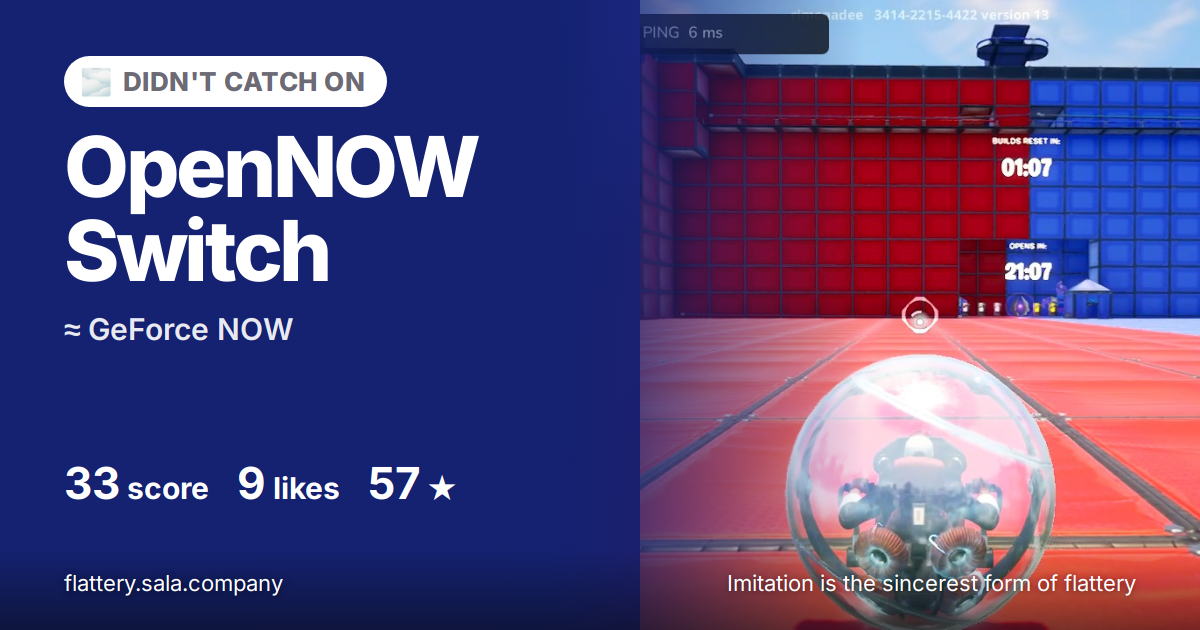 DIDN'T CATCH ON
OpenNOW
Switch
≈ GeForce NOW
33 score 9 likes 57 ★
flattery.sala.company
3414-2215-4422 version 13
PING 6 ms
BUILDS RESET IN:
01:07
OPENS IN:
21:07
Imitation is the sincerest form of flattery